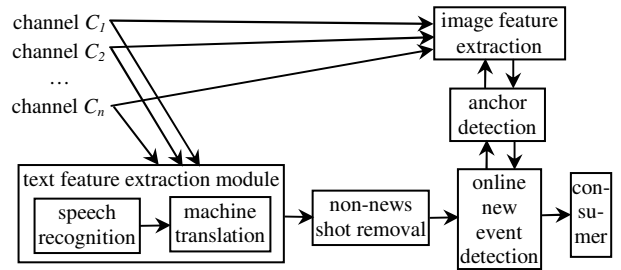 channel C1
channel C2
…
channel Cn
image feature
extraction
anchor
detection
text feature extraction module
speech
recognition
machine
translation
non-news
shot removal
online
new
event
detection
con-
su-
mer